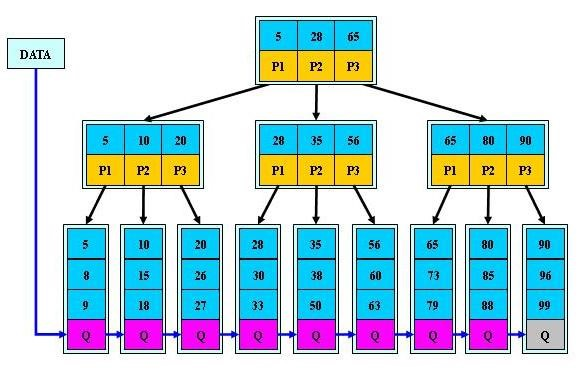 5 28 65
DATA
P1 P2 P3
5 10 20 28 35 56 65 80 90
P1 P2 P3 P1 P2 P3 P1 P2 P3
5 10 20 28 35 56 65 80 90
8 15 26 30 38 60 73 85 96
9 18 27 33 50 63 79 88 99
Q Q Q Q Q Q Q Q Q